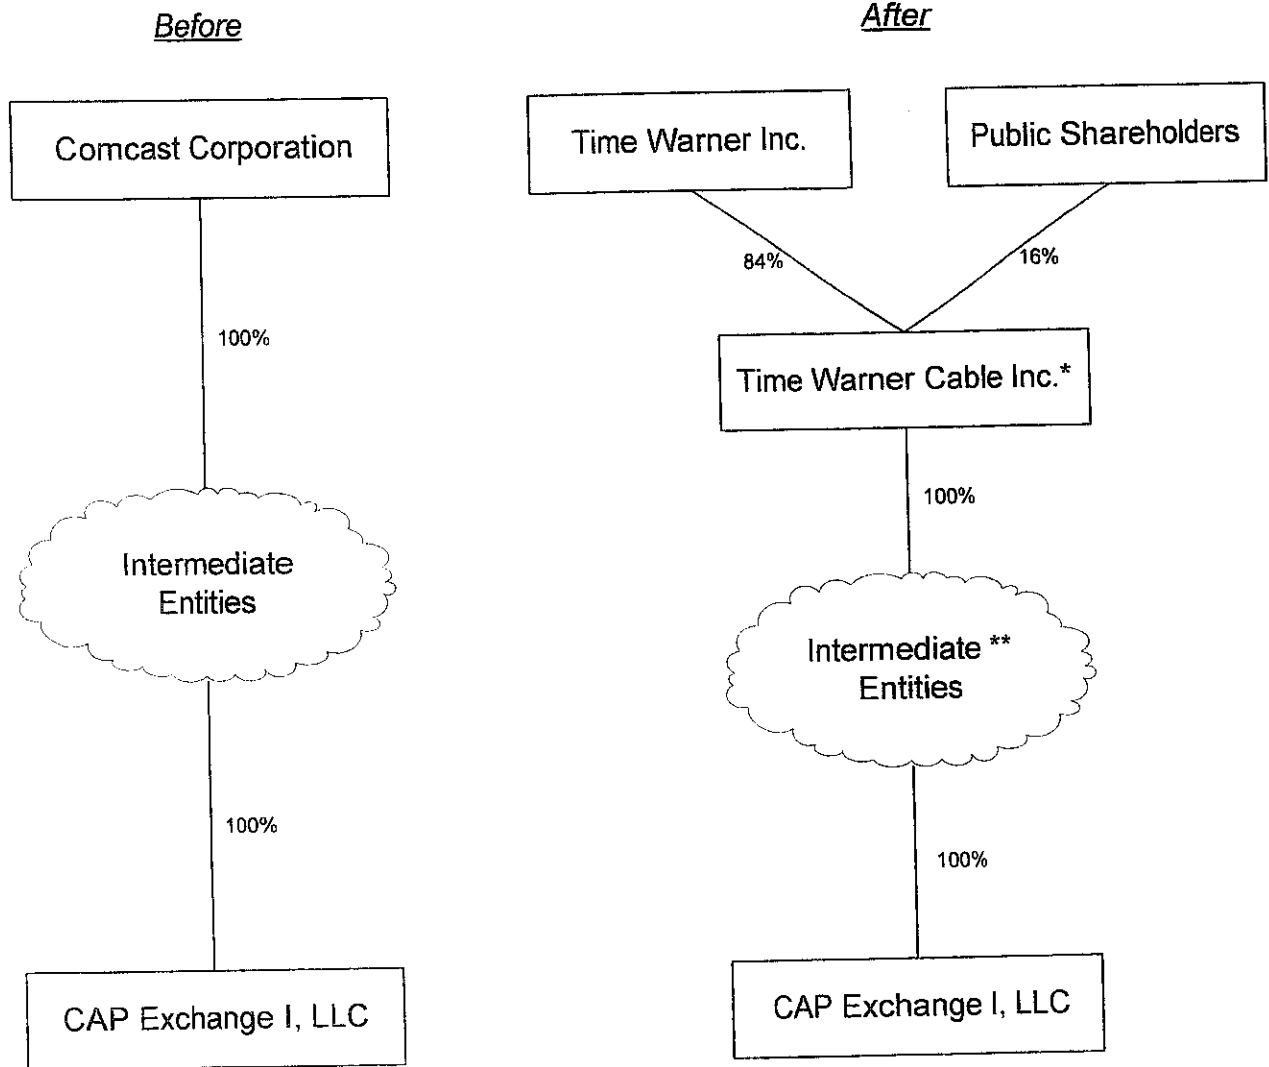 Before
Comcast Corporation
100%
Intermediate
Entities
100%
CAP Exchange I, LLC
After
Time Warner Inc.
Public Shareholders
84%
16%
Time Warner Cable Inc.*
100%
Intermediate **
Entities
100%
CAP Exchange I, LLC